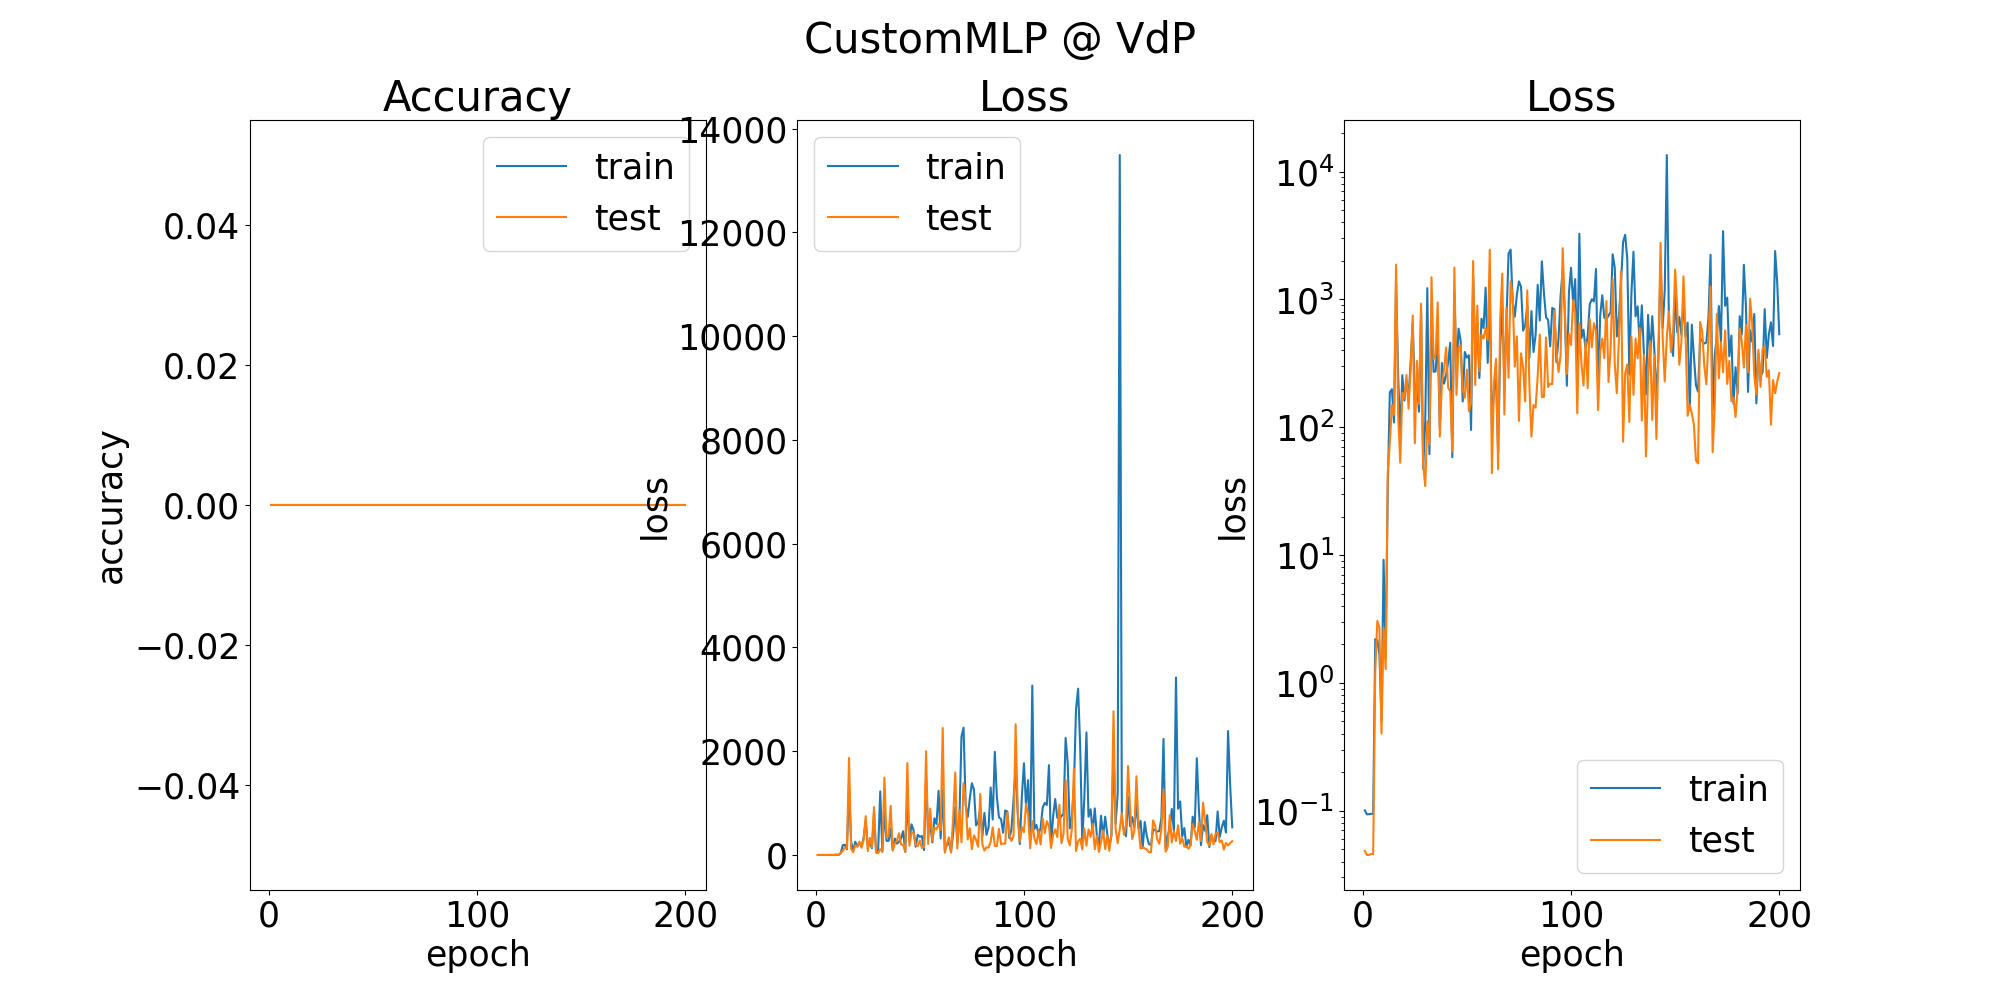 CustomMLP @ VdP
Accuracy
accuracy
0.04
0.02
0.00
−0.02
−0.04
0
100
200
epoch
train
test
Loss
loss
14000
12000
10000
8000
6000
4000
2000
0
0
100
200
epoch
train
test
Loss
loss
10^4
10^3
10^2
10^1
10^0
10^−1
0
100
200
epoch
train
test